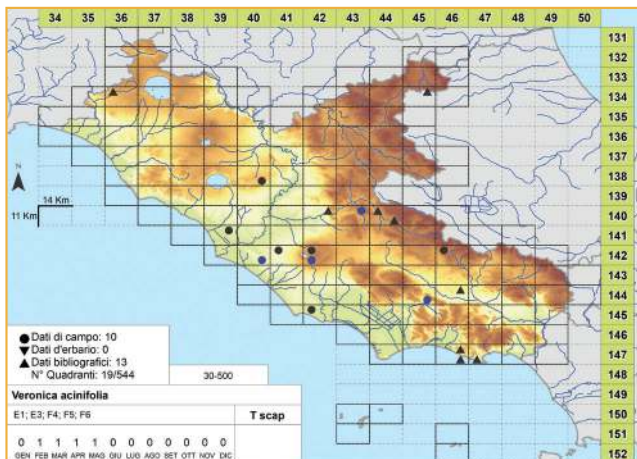 34 35 36 37 38 39 40 41 42 43 44 45 46 47 48 49 50
131
132
133
134
135
136
137
138
139
140
141
142
143
144
145
146
147
148
149
150
151
152
N
14 Km
11 Km
Dati di campo: 10
Dati d'erbario: 0
Dati bibliografici: 13
N° Quadranti: 19/544
30-500
Veronica acinifolia
E1; E3; F4; F5; F6
T scap
0 1 1 1 1 0 0 0 0 0 0 0
GEN FEB MAR APR MAG GIU LUG AGO SET OTT NOV DIC